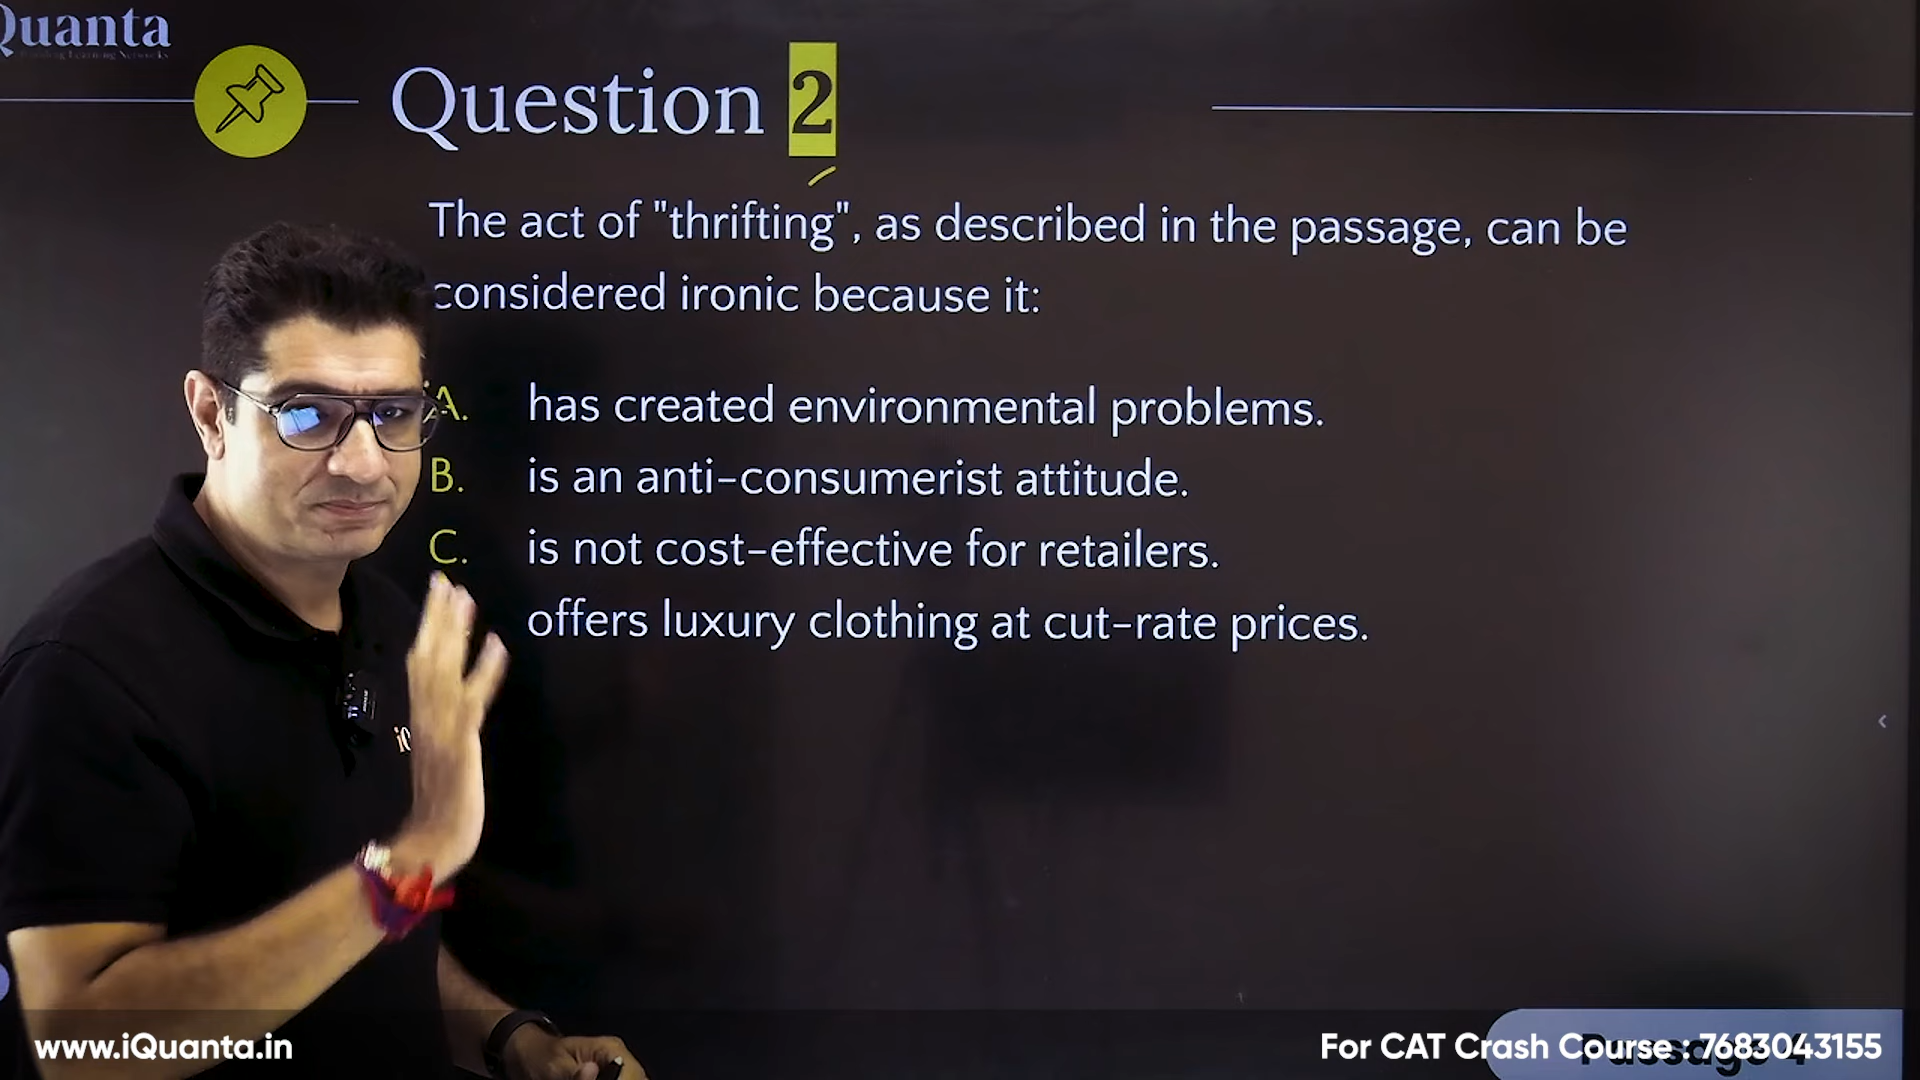 Quanta
Question 2
The act of "thrifting", as described in the passage, can be
considered ironic because it:
A. has created environmental problems.
B. is an anti-consumerist attitude.
C. is not cost-effective for retailers.
offers luxury clothing at cut-rate prices.
www.iQuanta.in
For CAT Crash Course : 7683043155
Passage 4